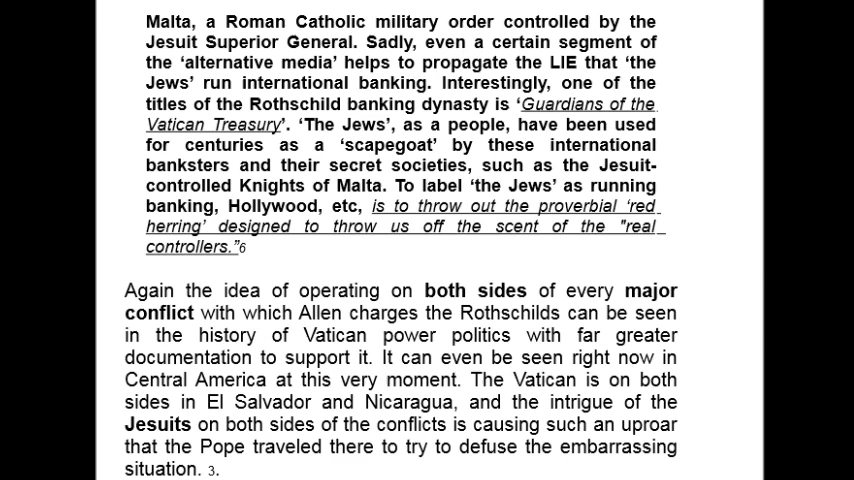 Malta, a Roman Catholic military order controlled by the
Jesuit Superior General. Sadly, even a certain segment of
the ‘alternative media’ helps to propagate the LIE that ‘the
Jews’ run international banking. Interestingly, one of the
titles of the Rothschild banking dynasty is ‘Guardians of the
Vatican Treasury’. ‘The Jews’, as a people, have been used
for centuries as a ‘scapegoat’ by these international
banksters and their secret societies, such as the Jesuit-
controlled Knights of Malta. To label ‘the Jews’ as running
banking, Hollywood, etc, is to throw out the proverbial ‘red
herring’ designed to throw us off the scent of the "real
controllers.”6
Again the idea of operating on both sides of every major
conflict with which Allen charges the Rothschilds can be seen
in the history of Vatican power politics with far greater
documentation to support it. It can even be seen right now in
Central America at this very moment. The Vatican is on both
sides in El Salvador and Nicaragua, and the intrigue of the
Jesuits on both sides of the conflicts is causing such an uproar
that the Pope traveled there to try to defuse the embarrassing
situation. 3.